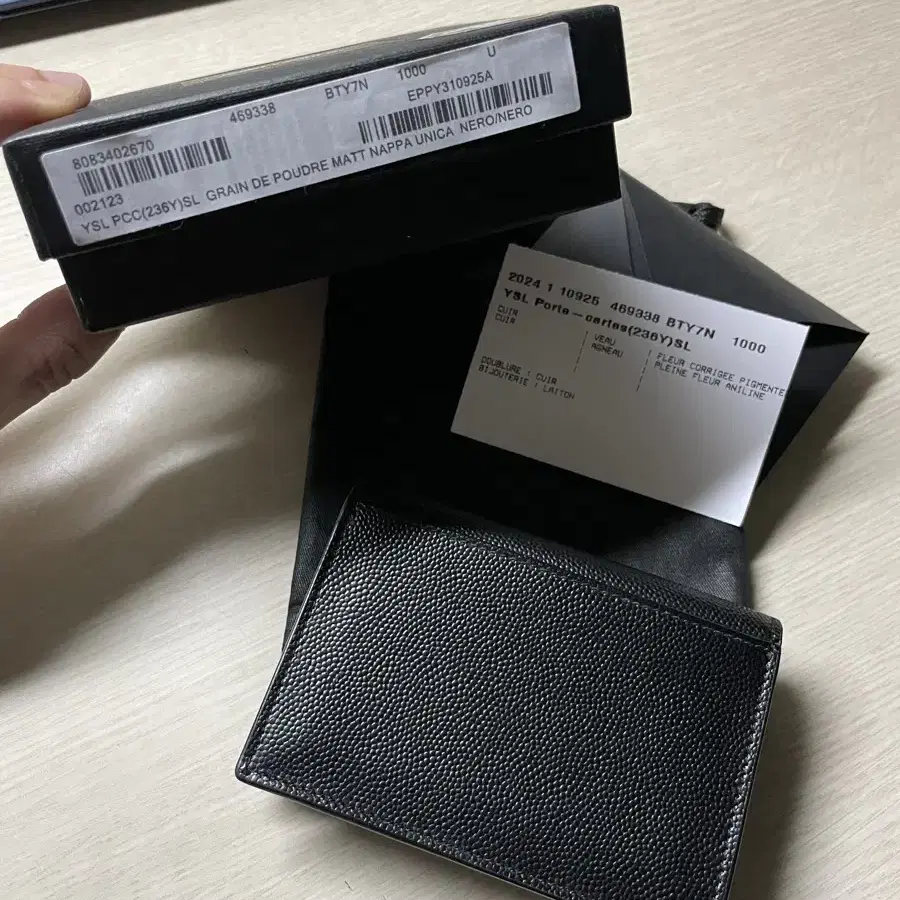 469338 BTY7N 1000 U
8083402670 EPPY310925A
002123
YSL PCC(236Y)SL GRAIN DE POUDRE MATT NAPPA UNICA NERO/NERO
2024 1 10925 469338 BTY7N 1000
YSL Porte-cartes(236Y)SL
CUIR VEAU FLEUR CORRIGEE PIGMENTE
CUIR AGNEAU PLEINE FLEUR ANILINE
DOUBLURE : CUIR
BIJOUTERIE : LAITON